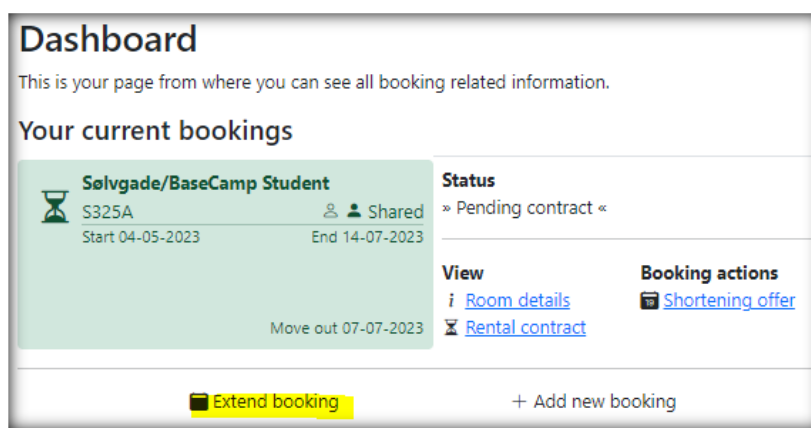 Dashboard
This is your page from where you can see all booking related information.
Your current bookings
Sølvgade/BaseCamp Student
S325A Shared
Start 04-05-2023 End 14-07-2023
Move out 07-07-2023
Status
» Pending contract «
View
i Room details
Rental contract
Booking actions
19 Shortening offer
Extend booking
+ Add new booking